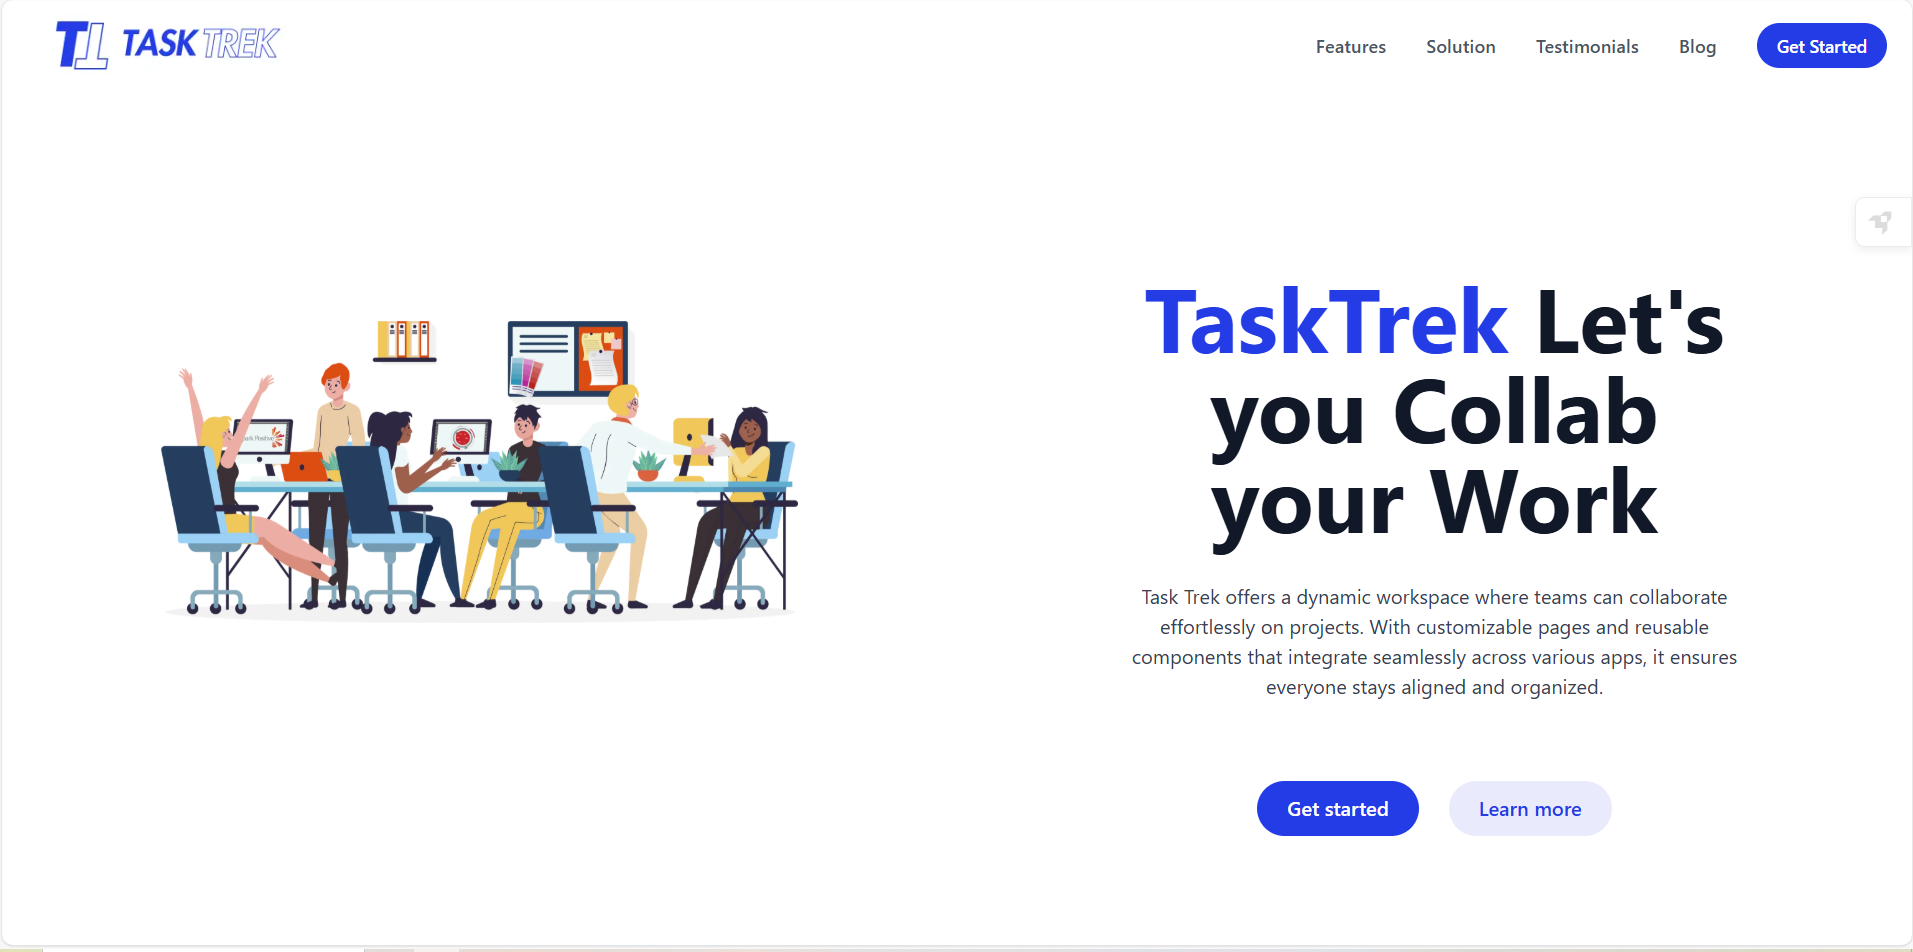 TASK TREK
Features
Solution
Testimonials
Blog
Get Started
TaskTrek Let's
you Collab
your Work
Task Trek offers a dynamic workspace where teams can collaborate
effortlessly on projects. With customizable pages and reusable
components that integrate seamlessly across various apps, it ensures
everyone stays aligned and organized.
Get started
Learn more